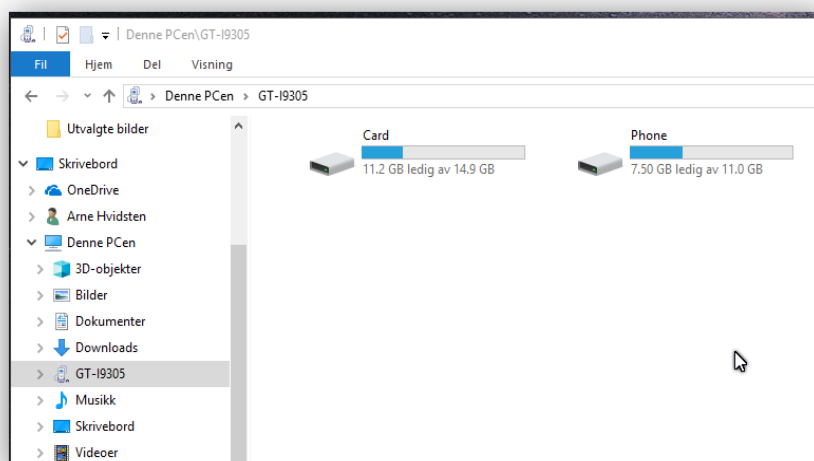 Denne PCen\GT-I9305
Fil Hjem Del Visning
Denne PCen GT-I9305
Utvalgte bilder
Skrivebord
OneDrive
Arne Hvidsten
Denne PCen
3D-objekter
Bilder
Dokumenter
Downloads
GT-I9305
Musikk
Skrivebord
Videoer
Card
11.2 GB ledig av 14.9 GB
Phone
7.50 GB ledig av 11.0 GB